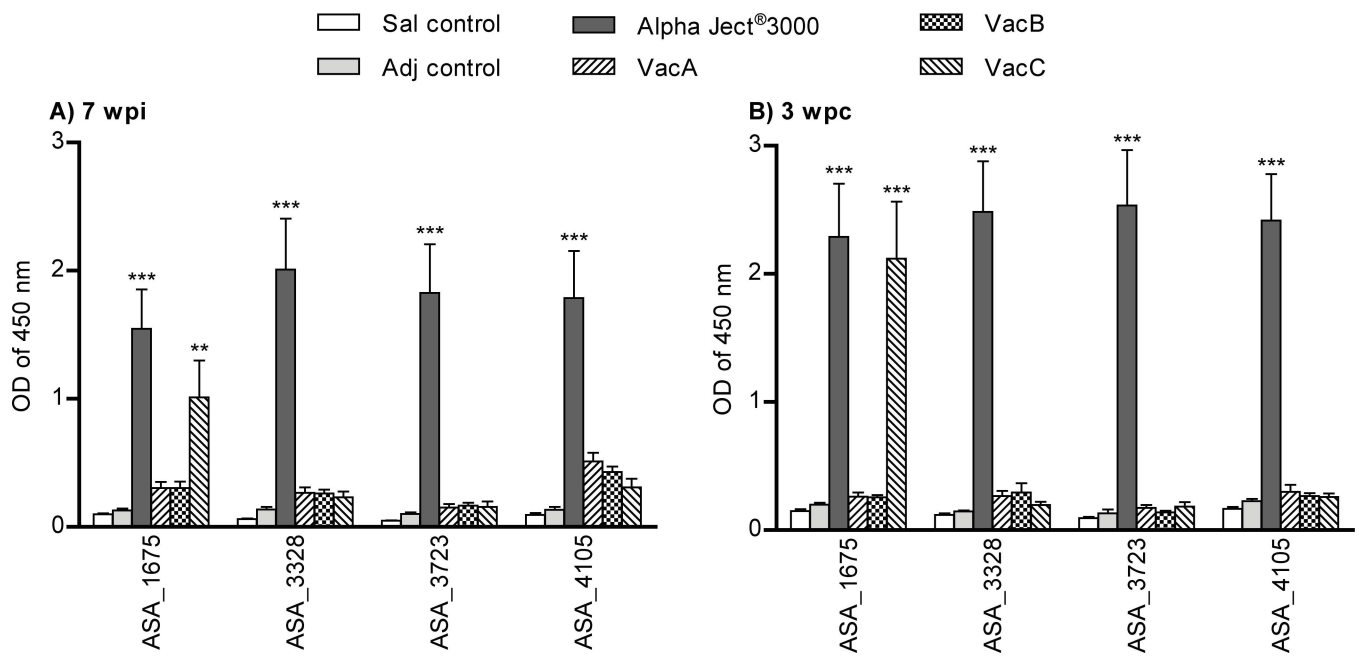 Sal control
Alpha Ject®3000
VacB
Adj control
VacA
VacC
A) 7 wpi
3
2
1
0
OD of 450 nm
***
**
***
***
***
ASA_1675
ASA_3328
ASA_3723
ASA_4105
B) 3 wpc
3
2
1
0
OD of 450 nm
***
***
***
***
***
ASA_1675
ASA_3328
ASA_3723
ASA_4105